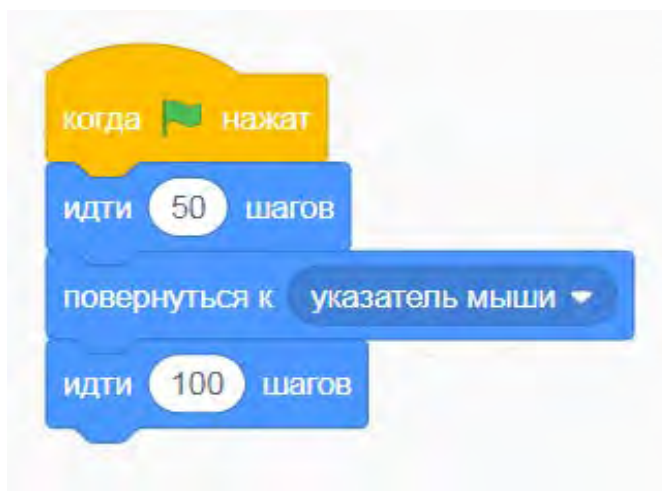 когда нажат
идти 50 шагов
повернуться к указатель мыши
идти 100 шагов